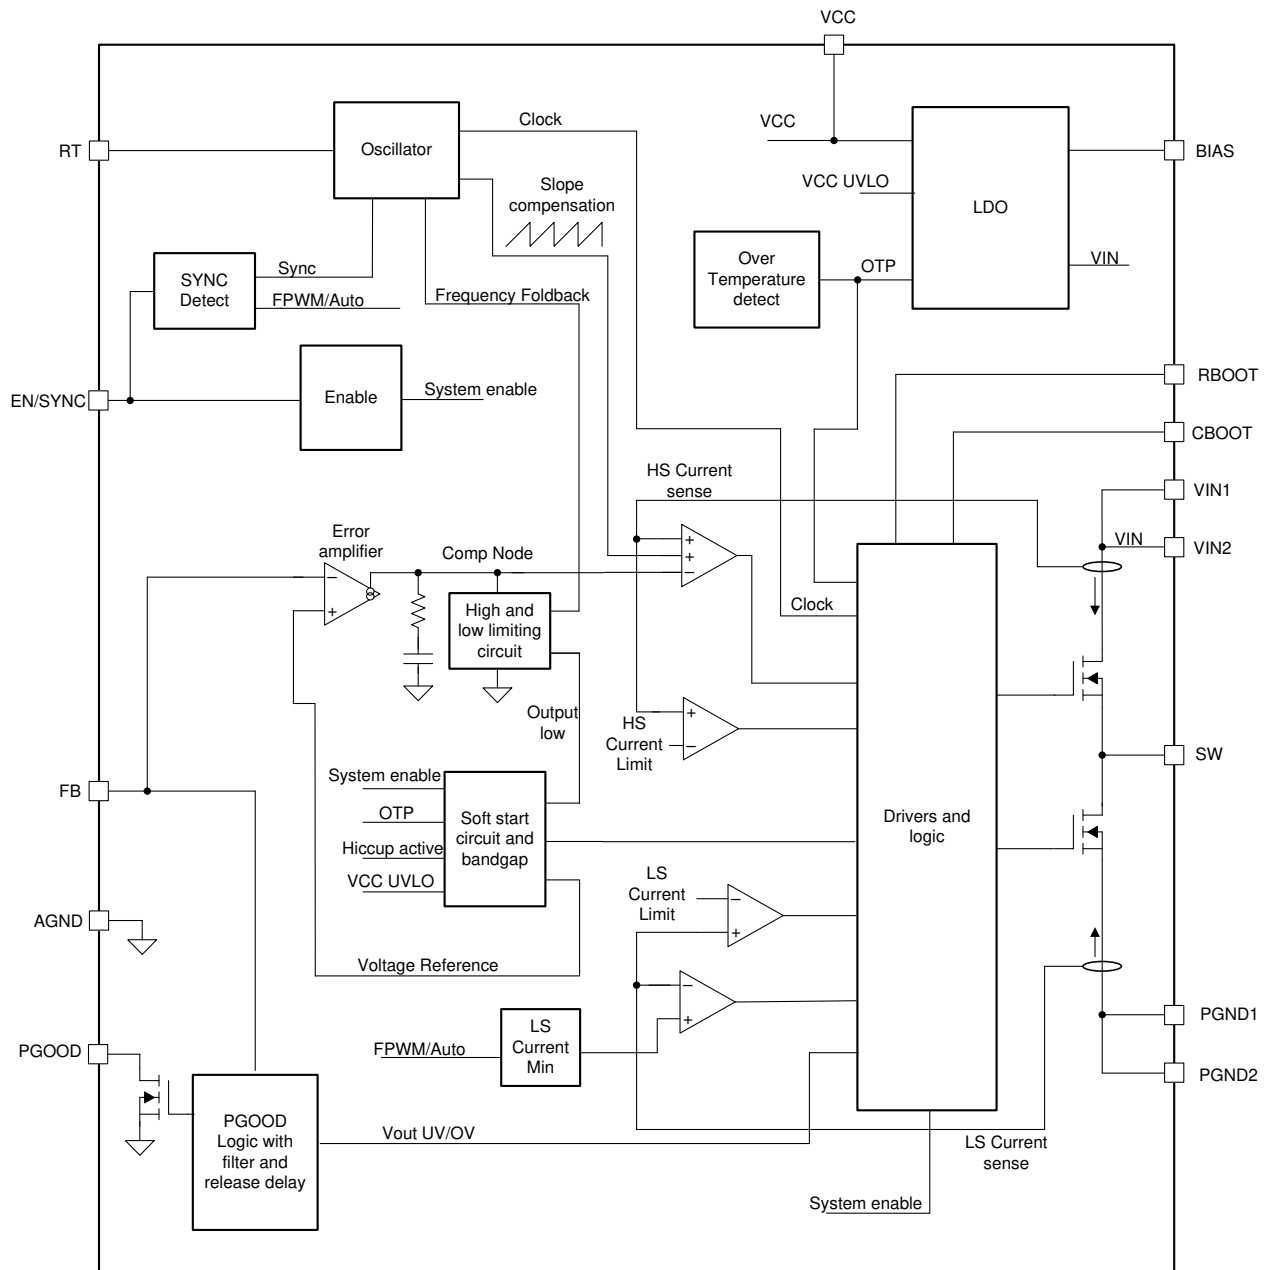 VCC
RT
Oscillator
Clock
VCC
BIAS
VCC UVLO
LDO
Slope
compensation
SYNC
Detect
Sync
FPWM/Auto
Frequency Foldback
Over
Temperature
detect
OTP
VIN
EN/SYNC
Enable
System enable
RBOOT
CBOOT
HS Current
sense
VIN1
VIN
VIN2
Error
amplifier
Comp Node
−
+
+
+
−
High and
low limiting
circuit
Clock
Output
low
HS
Current
Limit
+
−
SW
FB
System enable
OTP
Hiccup active
VCC UVLO
Soft start
circuit and
bandgap
Drivers and
logic
LS
Current
Limit
−
+
AGND
Voltage Reference
−
+
LS
Current
Min
FPWM/Auto
PGND1
PGOOD
PGND2
PGOOD
Logic with
filter and
release delay
Vout UV/OV
LS Current
sense
System enable